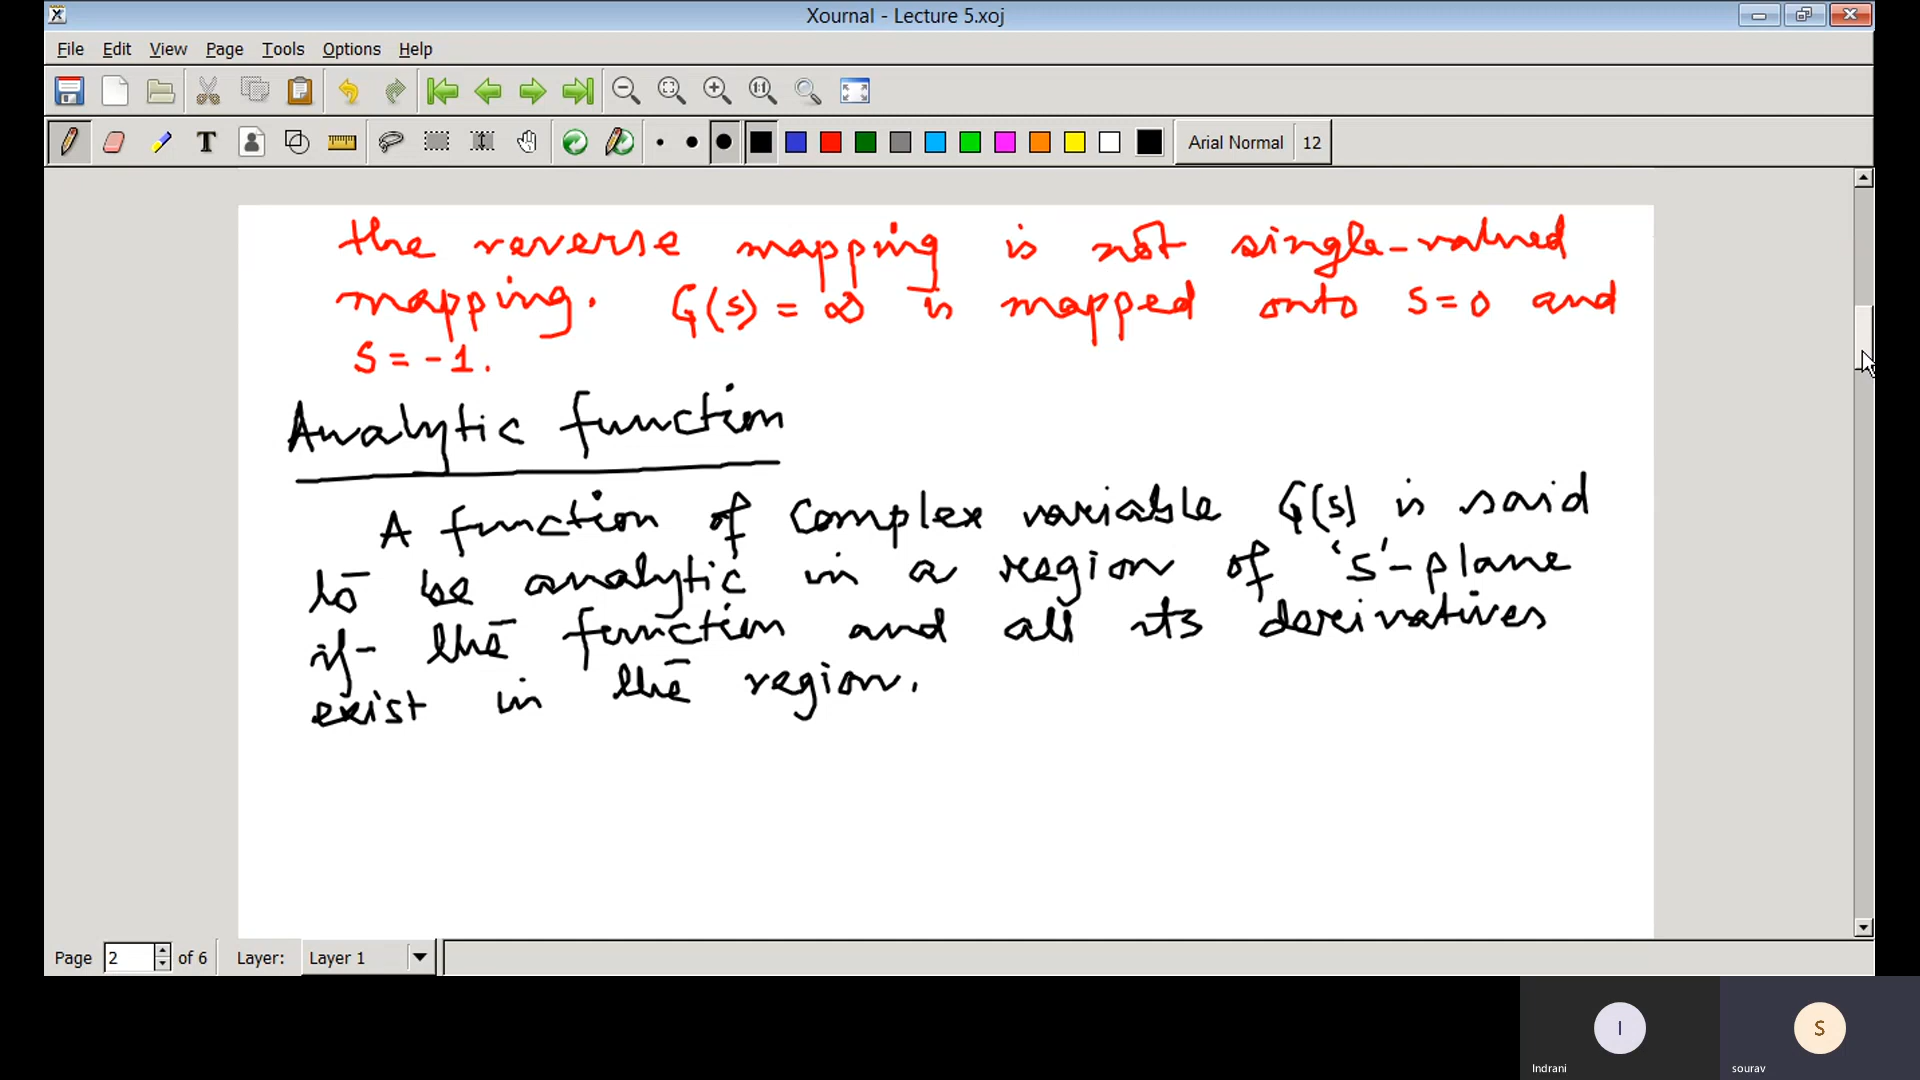 Xournal - Lecture 5.xoj
File Edit View Page Tools Options Help
Arial Normal 12
the reverse mapping is not single-valued
mapping. G(s) = ∞ is mapped onto s=0 and
s = -1.
Analytic function
A function of complex variable G(s) is said
to be analytic in a region of 's'-plane
if the function and all its derivatives
exist in the region.
Page 2 of 6 Layer: Layer 1
I S
Indrani sourav